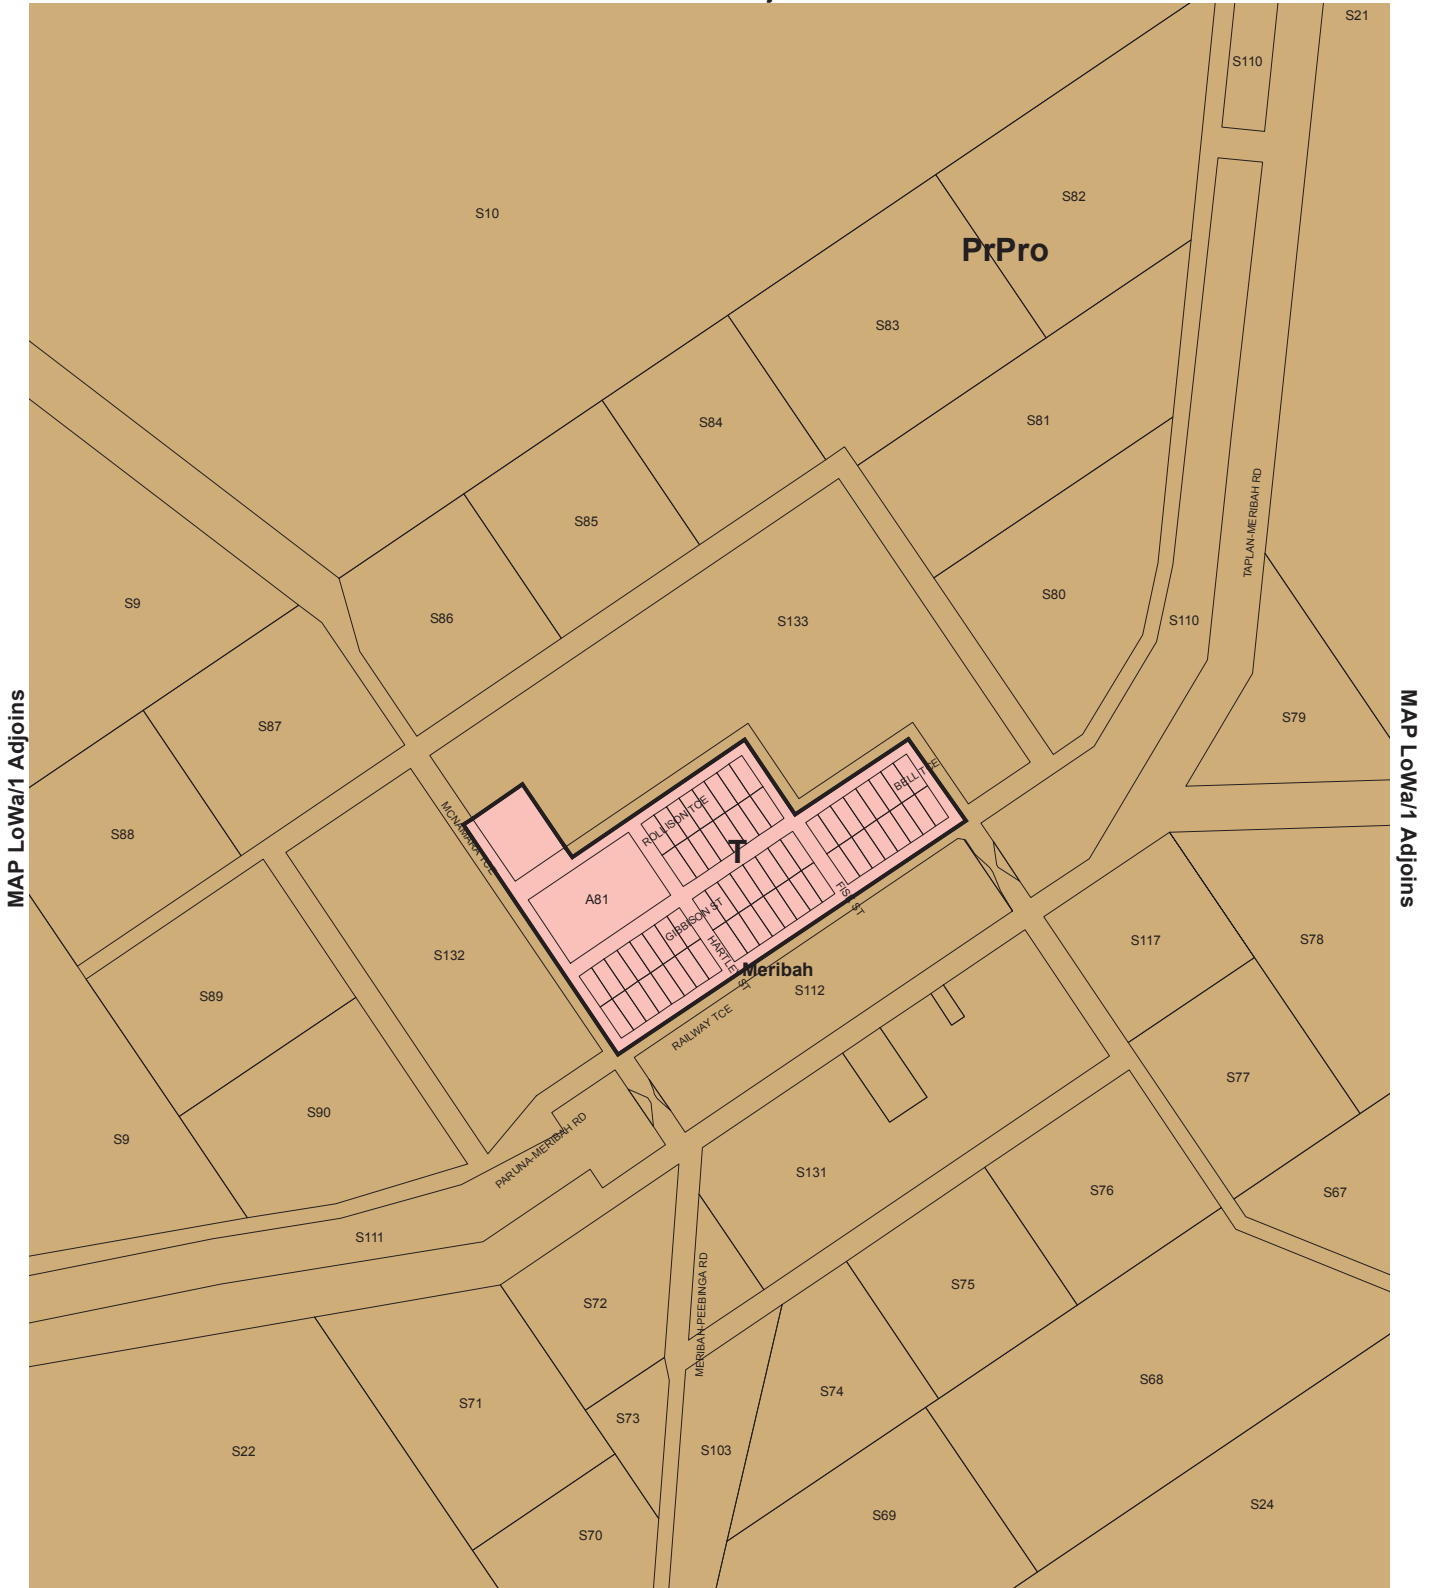 S21
S110
S82
S10
PrPro
S83
S81
S84
TAPLAN-MERIBAH RD
S85
S80
S9
S86
S133
S110
MAP LoWa/1 Adjoins
S87
S79
MAP LoWa/1 Adjoins
BELL TCE
ROLLISON TCE
MCNAMARA TCE
S88
T
A81
FISK ST
GIBBISON ST
S117
S78
S132
HARTLEY ST
Meribah
S112
S89
RAILWAY TCE
S77
S90
S9
PARUNA-MERIBAH RD
S131
S76
S67
S111
S75
S72
MERIBAH-PEEBINGA RD
S68
S74
S71
S73
S22
S103
S24
S69
S70